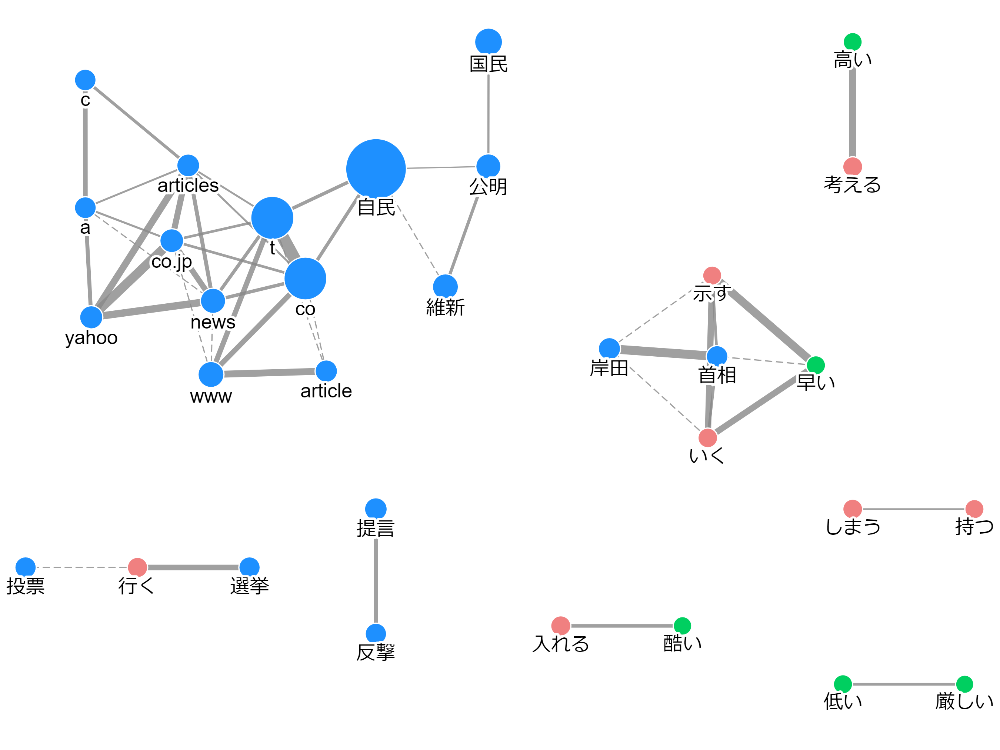 国民
高い
c
考える
articles
公明
自民
a
t
co.jp
示す
co
維新
news
yahoo
岸田
首相
早い
article
www
いく
提言
しまう
持つ
投票
行く
選挙
入れる
酷い
反撃
低い
厳しい